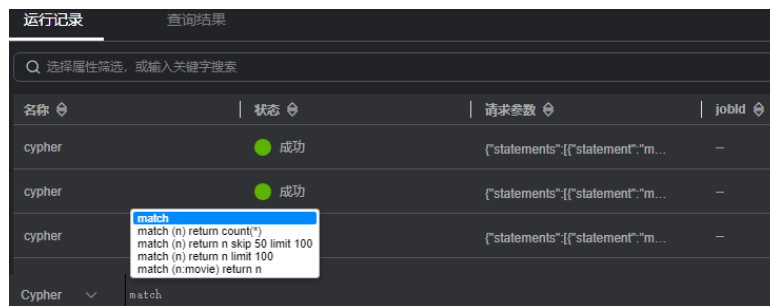 运行记录 查询结果
选择属性筛选，或输入关键字搜索
名称 状态 请求参数 jobId
cypher 成功 {"statements":[{"statement":"m... --
cypher 成功 {"statements":[{"statement":"m... --
cypher {"statements":[{"statement":"m... --
match
match (n) return count(*)
match (n) return n skip 50 limit 100
match (n) return n limit 100
match (n:movie) return n
Cypher match